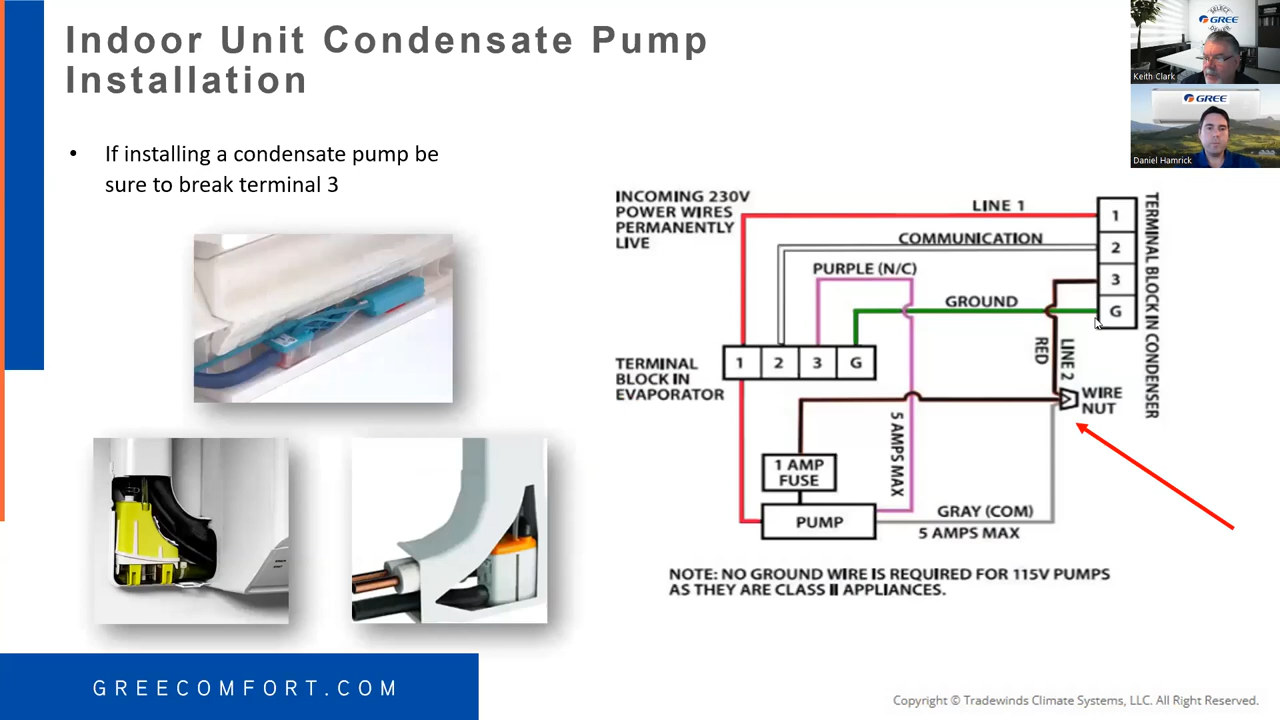 Indoor Unit Condensate Pump
Installation
• If installing a condensate pump be
sure to break terminal 3
SELECT
GREE
DEALER
Keith Clark
GREE
Daniel Hamrick
INCOMING 230V
POWER WIRES
PERMANENTLY
LIVE
LINE 1
COMMUNICATION
PURPLE (N/C)
GROUND
1
2
3
G
TERMINAL BLOCK IN CONDENSER
TERMINAL
BLOCK IN
EVAPORATOR
1 2 3 G
RED
LINE 2
WIRE
NUT
5 AMPS MAX
1 AMP
FUSE
PUMP
GRAY (COM)
5 AMPS MAX
NOTE: NO GROUND WIRE IS REQUIRED FOR 115V PUMPS
AS THEY ARE CLASS II APPLIANCES.
GREECOMFORT.COM
Copyright © Tradewinds Climate Systems, LLC. All Right Reserved.